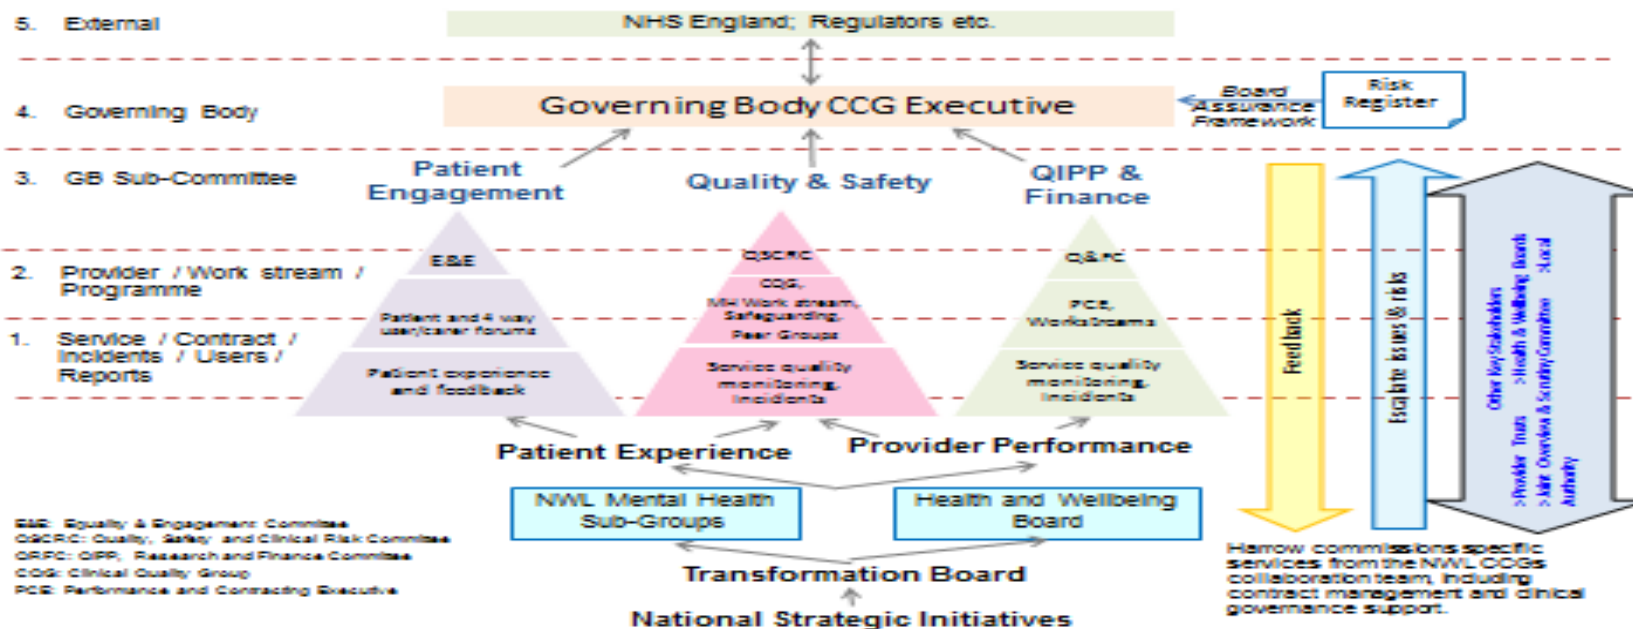 5. External
NHS England; Regulators etc.
4. Governing Body
Governing Body CCG Executive
Board
Assurance
Framework
Risk
Register
3. GB Sub-Committee
Patient
Engagement
Quality & Safety
QIPP &
Finance
2. Provider / Work stream /
Programme
E&E
QSCRC
CQG,
MH Work stream,
Safeguarding,
Peer Groups
Q&FC
PCE,
Workstreams
Patient and 4 way
user/carer forums
1. Service / Contract /
Incidents / Users /
Reports
Patient experience
and feedback
Service quality
monitoring,
Incidents
Service quality
monitoring,
Incidents
Feedback
Escalate issues & risks
Other Key Stakeholders
> Provider Trusts >Health & Wellbeing Boards
> Joint Overview & Scrutiny Committee >Local
Authority
Patient Experience
Provider Performance
NWL Mental Health
Sub-Groups
Health and Wellbeing
Board
Transformation Board
National Strategic Initiatives
E&E: Equality & Engagement Committee
QSCRC: Quality, Safety and Clinical Risk Committee
QRFC: QIPP, Research and Finance Committee
CQG: Clinical Quality Group
PCE: Performance and Contracting Executive
Harrow commissions specific
services from the NWL CCGs
collaboration team, including
contract management and clinical
governance support.